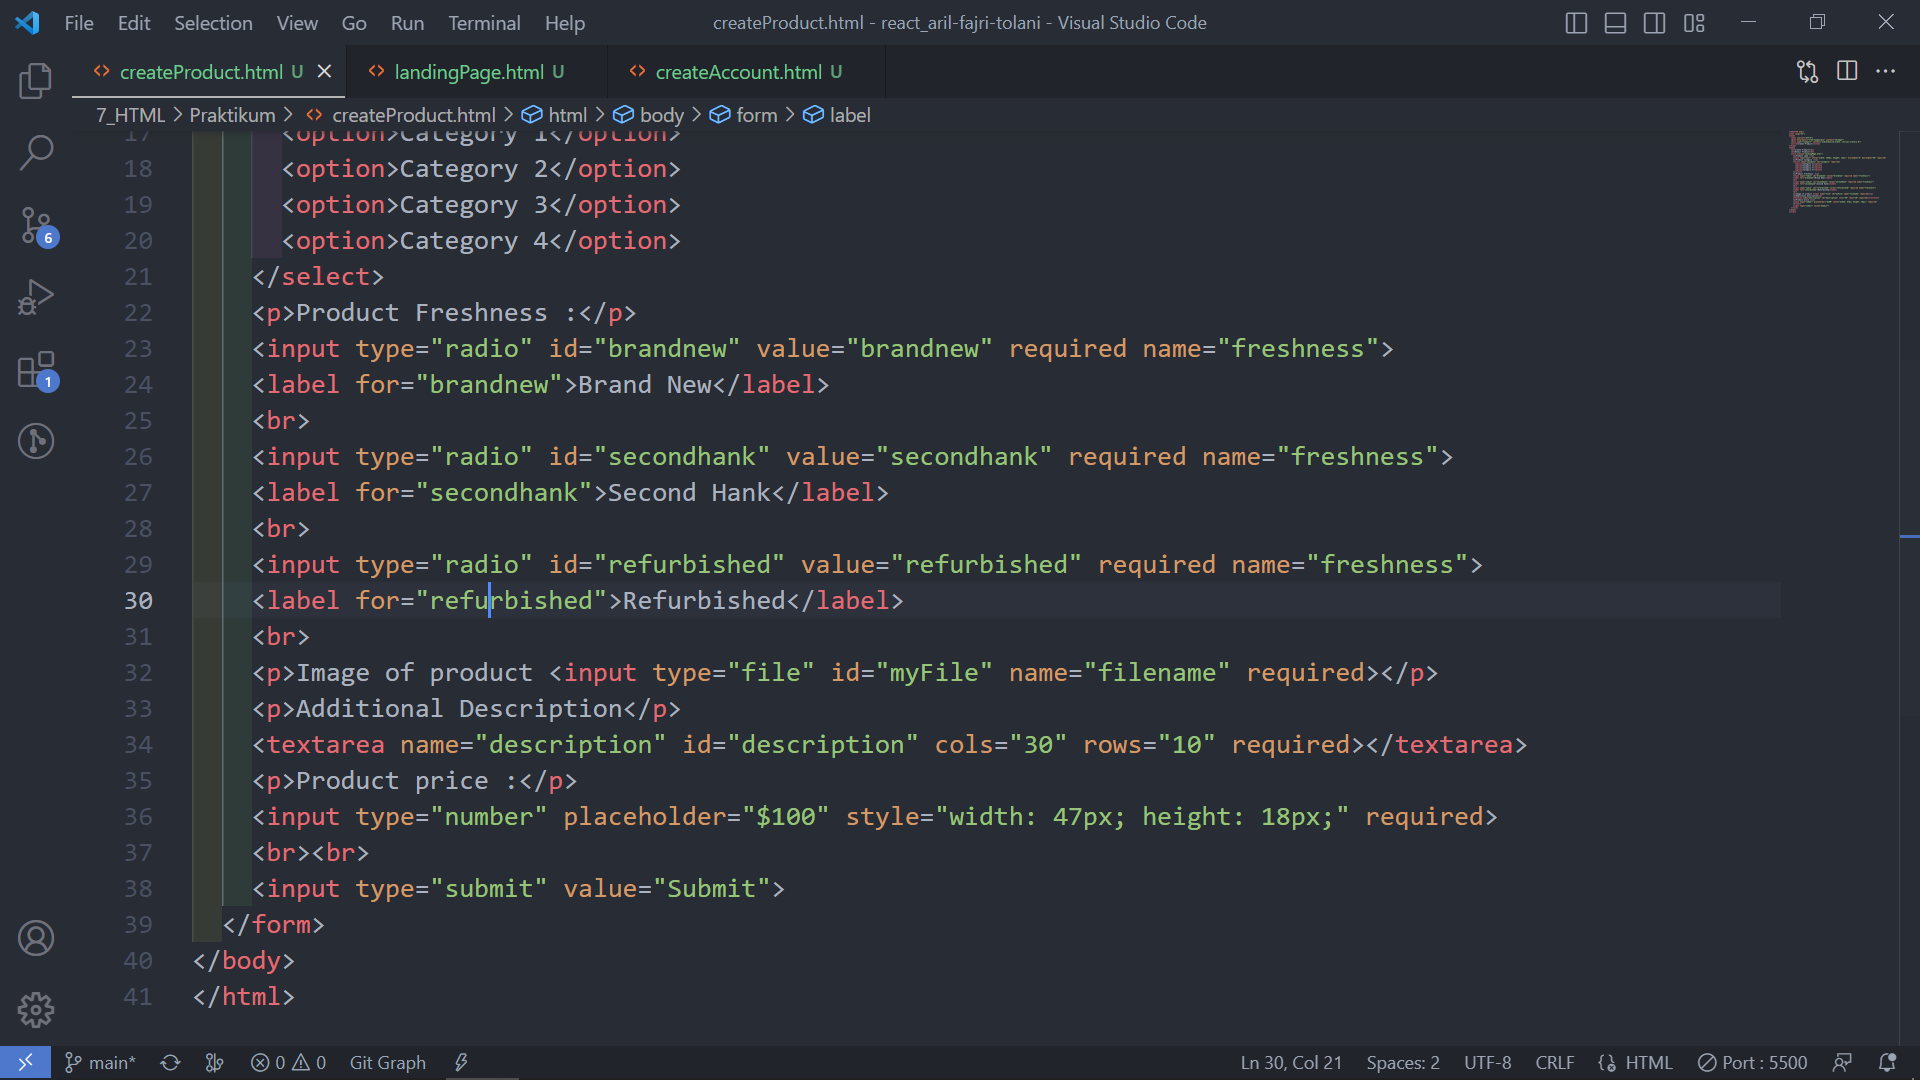 File Edit Selection View Go Run Terminal Help createProduct.html - react_aril-fajri-tolani - Visual Studio Code
createProduct.html U landingPage.html U createAccount.html U
7_HTML > Praktikum > createProduct.html > html > body > form > label
17 <option>Category 1</option>
18 <option>Category 2</option>
19 <option>Category 3</option>
20 <option>Category 4</option>
21 </select>
22 <p>Product Freshness :</p>
23 <input type="radio" id="brandnew" value="brandnew" required name="freshness">
24 <label for="brandnew">Brand New</label>
25 <br>
26 <input type="radio" id="secondhank" value="secondhank" required name="freshness">
27 <label for="secondhank">Second Hank</label>
28 <br>
29 <input type="radio" id="refurbished" value="refurbished" required name="freshness">
30 <label for="refurbished">Refurbished</label>
31 <br>
32 <p>Image of product <input type="file" id="myFile" name="filename" required></p>
33 <p>Additional Description</p>
34 <textarea name="description" id="description" cols="30" rows="10" required></textarea>
35 <p>Product price :</p>
36 <input type="number" placeholder="$100" style="width: 47px; height: 18px;" required>
37 <br><br>
38 <input type="submit" value="Submit">
39 </form>
40 </body>
41 </html>
6
1
main* 0 0 Git Graph Ln 30, Col 21 Spaces: 2 UTF-8 CRLF HTML Port : 5500